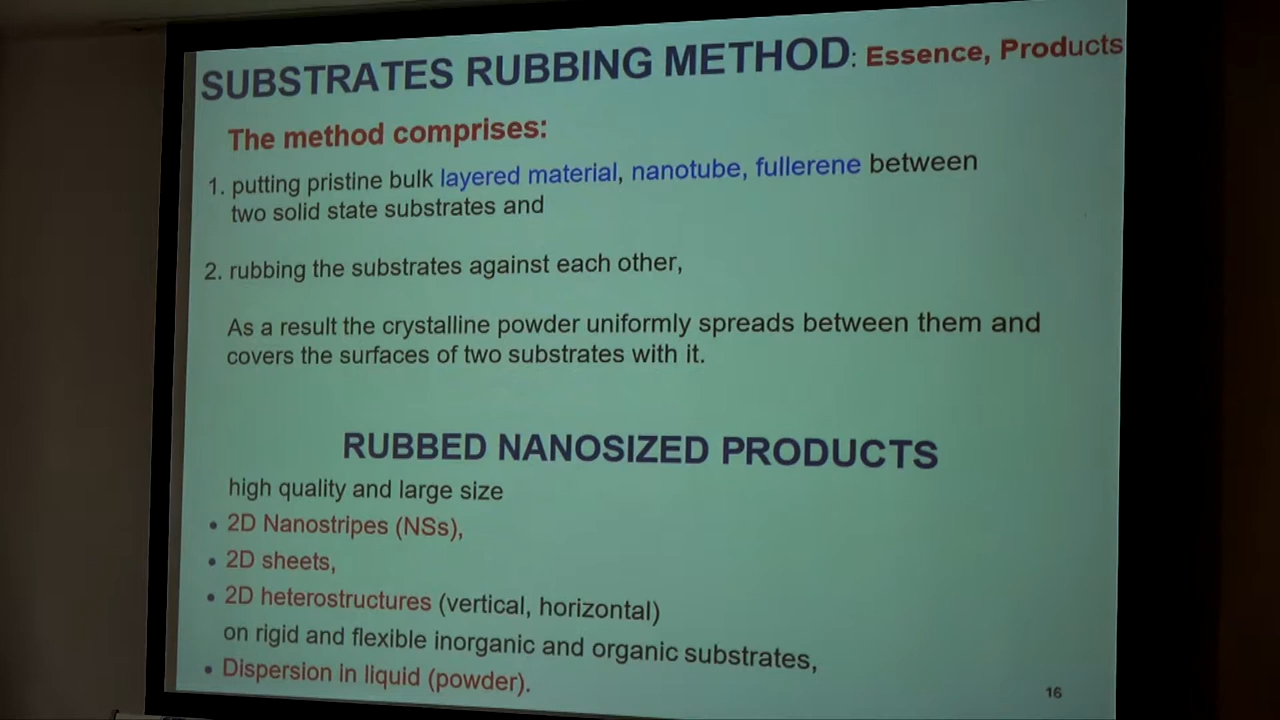 SUBSTRATES RUBBING METHOD: Essence, Products
The method comprises:
1. putting pristine bulk layered material, nanotube, fullerene between
two solid state substrates and
2. rubbing the substrates against each other,
As a result the crystalline powder uniformly spreads between them and
covers the surfaces of two substrates with it.
RUBBED NANOSIZED PRODUCTS
high quality and large size
• 2D Nanostripes (NSs),
• 2D sheets,
• 2D heterostructures (vertical, horizontal)
on rigid and flexible inorganic and organic substrates,
• Dispersion in liquid (powder).
16